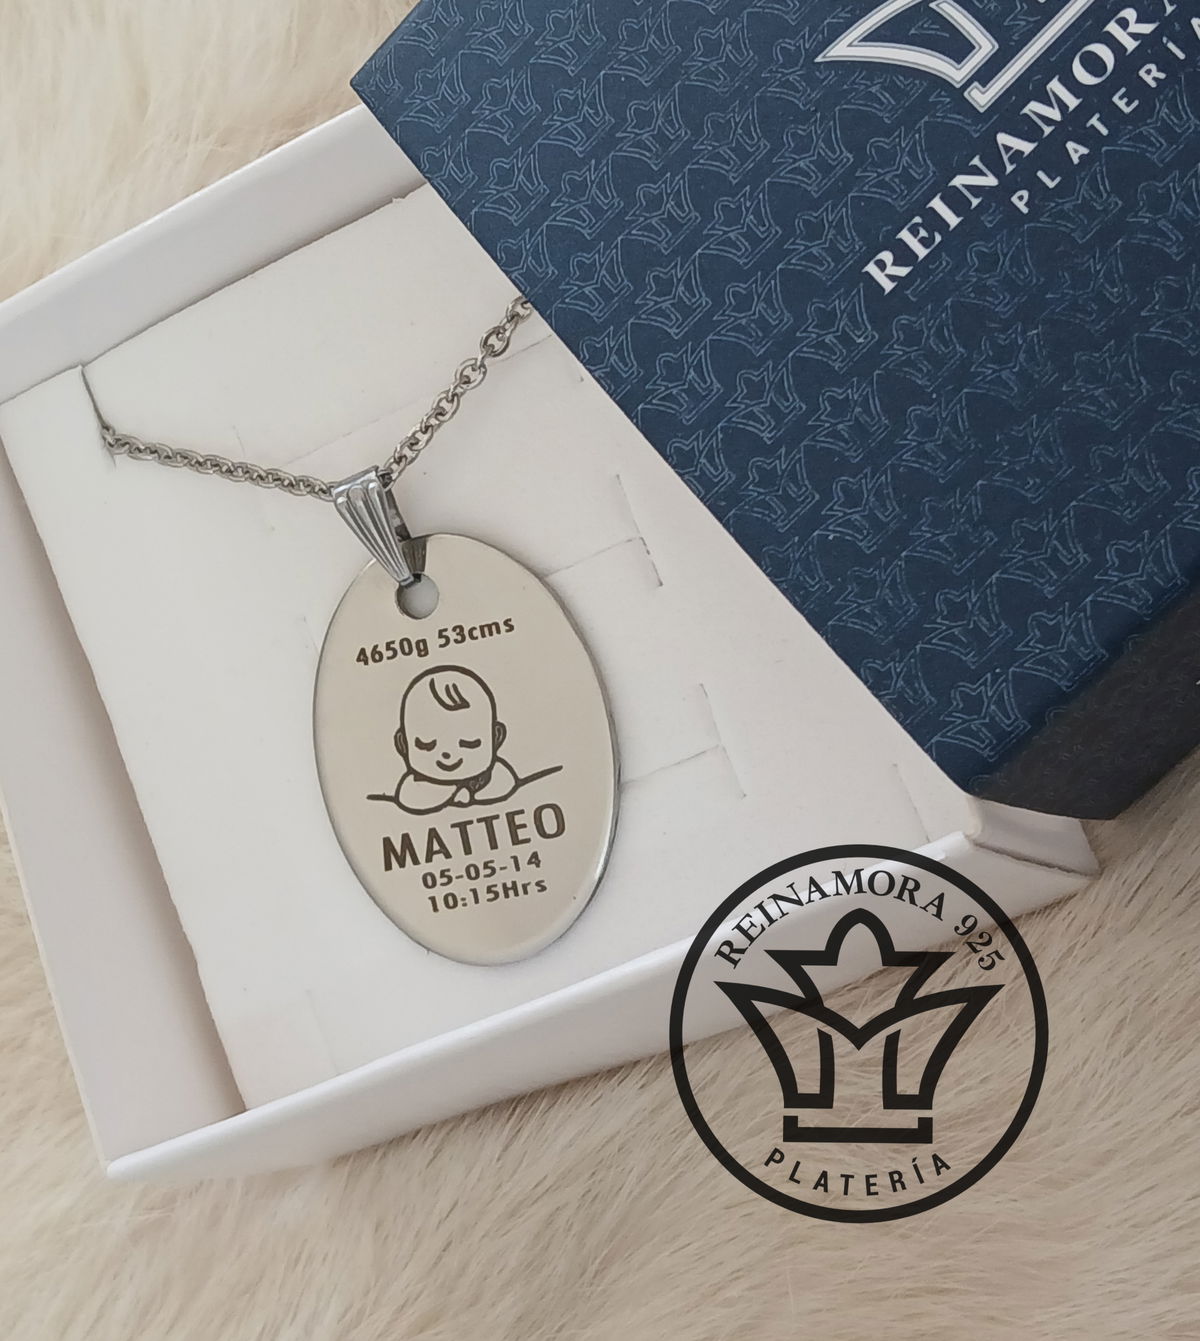 REINAMORA
PLATERÍA
4650g 53cms
MATTEO
05-05-14
10:15Hrs
REINAMORA 925
PLATERÍA